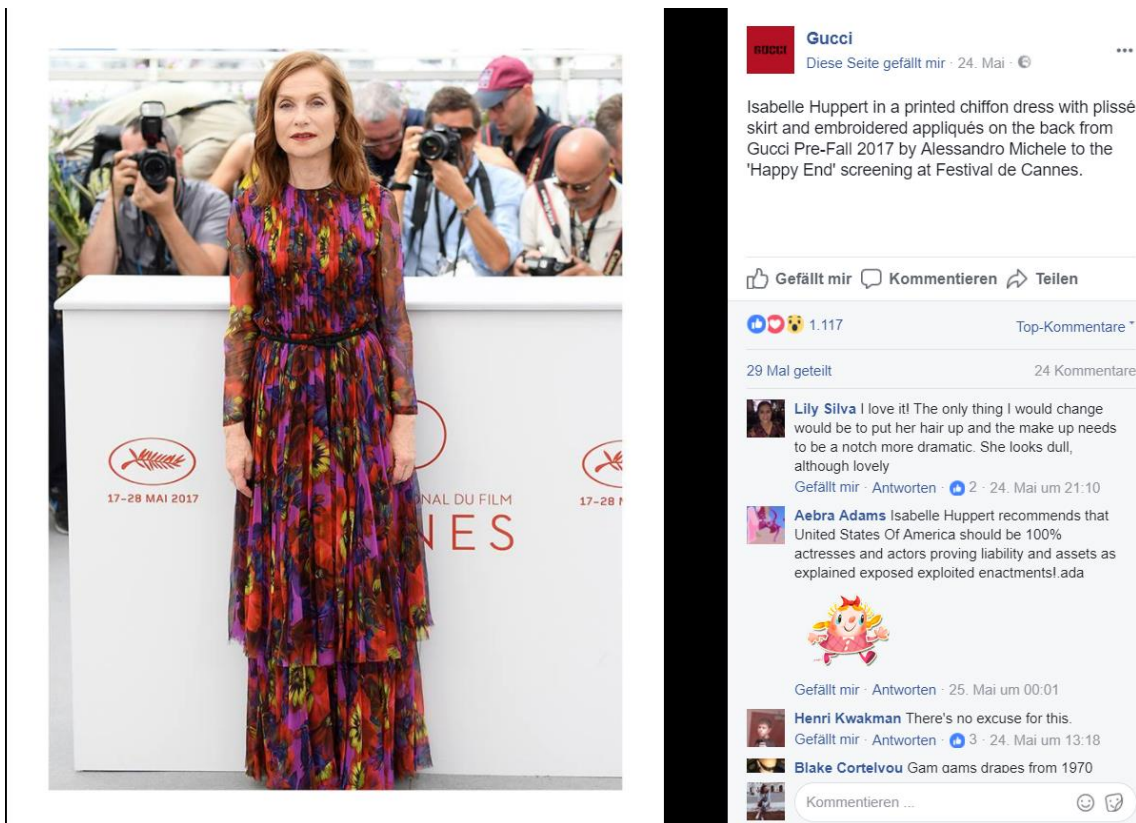 17–28 MAI 2017
NAL DU FILM
NES
17–28
GUCCI
Gucci
Diese Seite gefällt mir · 24. Mai ·
Isabelle Huppert in a printed chiffon dress with plissé
skirt and embroidered appliqués on the back from
Gucci Pre-Fall 2017 by Alessandro Michele to the
'Happy End' screening at Festival de Cannes.
Gefällt mir Kommentieren Teilen
1.117 Top-Kommentare
29 Mal geteilt 24 Kommentare
Lily Silva I love it! The only thing I would change
would be to put her hair up and the make up needs
to be a notch more dramatic. She looks dull,
although lovely
Gefällt mir · Antworten · 2 · 24. Mai um 21:10
Aebra Adams Isabelle Huppert recommends that
United States Of America should be 100%
actresses and actors proving liability and assets as
explained exposed exploited enactments!.ada
Gefällt mir · Antworten · 25. Mai um 00:01
Henri Kwakman There's no excuse for this.
Gefällt mir · Antworten · 3 · 24. Mai um 13:18
Blake Cortelyou Gam gams drapes from 1970
Kommentieren ...